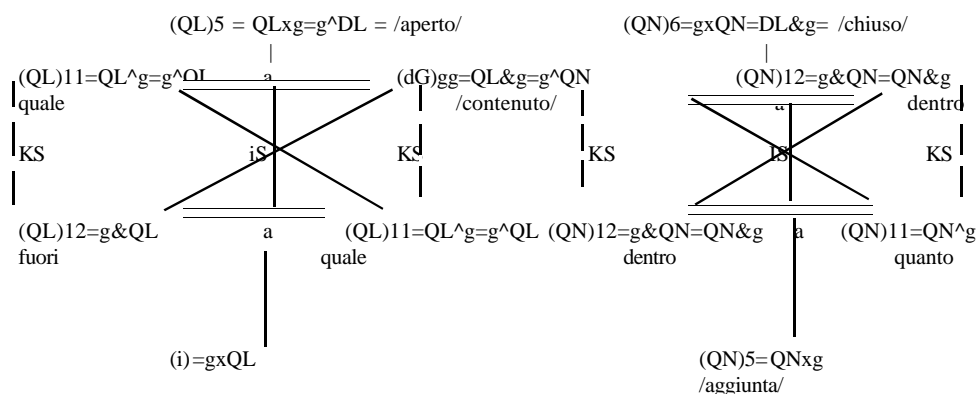 (QL)5 = QLxg=g^DL = /aperto/ (QN)6=gxQN=DL&g= /chiuso/
| |
(QL)11=QL^g=g^QL a (dG)gg=QL&g=g^QN (QN)12=g&QN=QN&g
quale /contenuto/ a dentro
KS iS KS KS IS KS
(QL)12=g&QL a (QL)11=QL^g=g^QL (QN)12=g&QN=QN&g a (QN)11=QN^g
fuori quale dentro quanto
(i)=gxQL (QN)5=QNxg
/aggiunta/